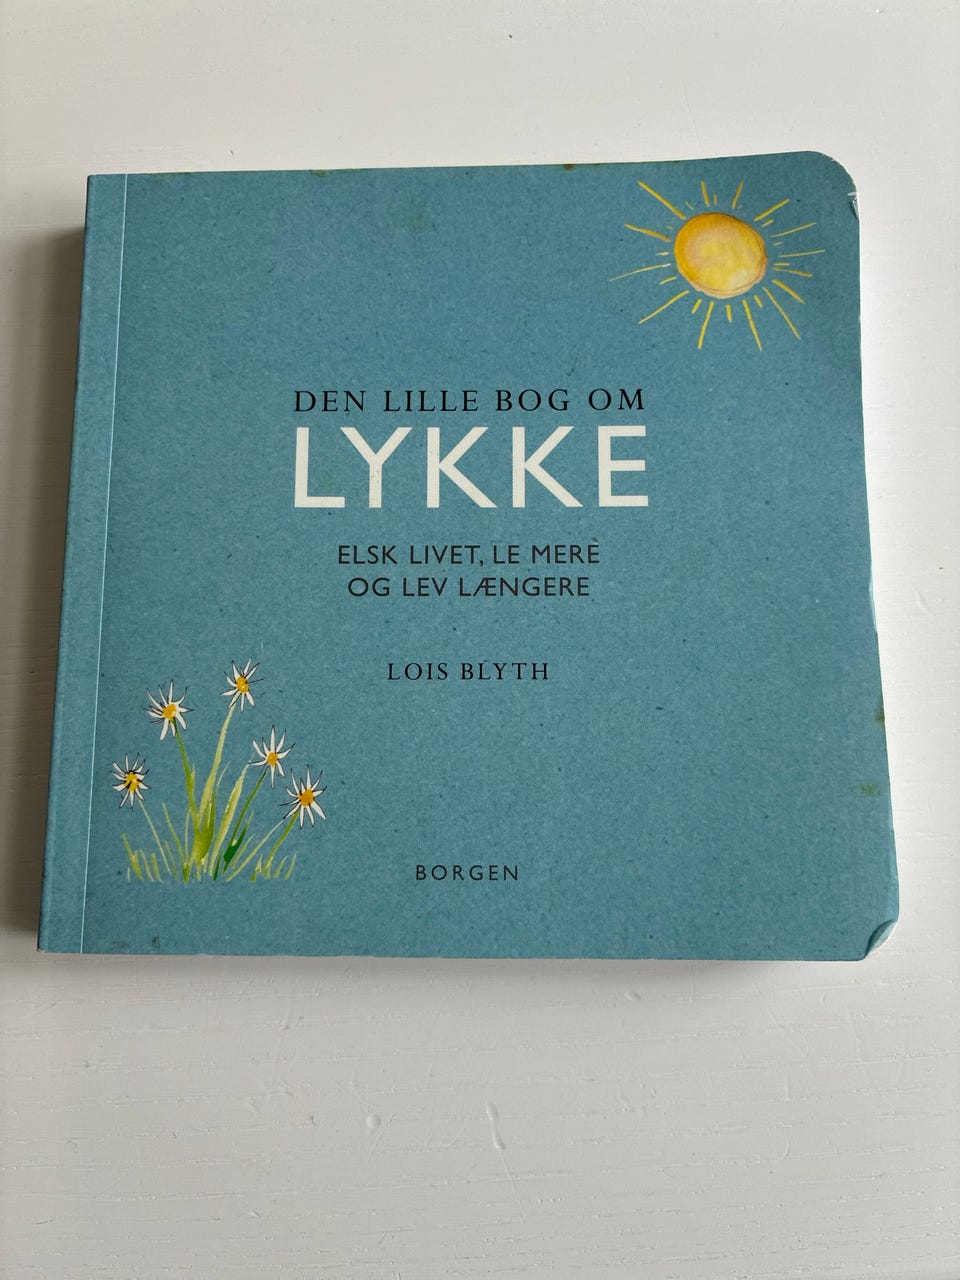 DEN LILLE BOG OM
LYKKE
ELSK LIVET, LE MERE
OG LEV LÆNGERE
LOIS BLYTH
BORGEN